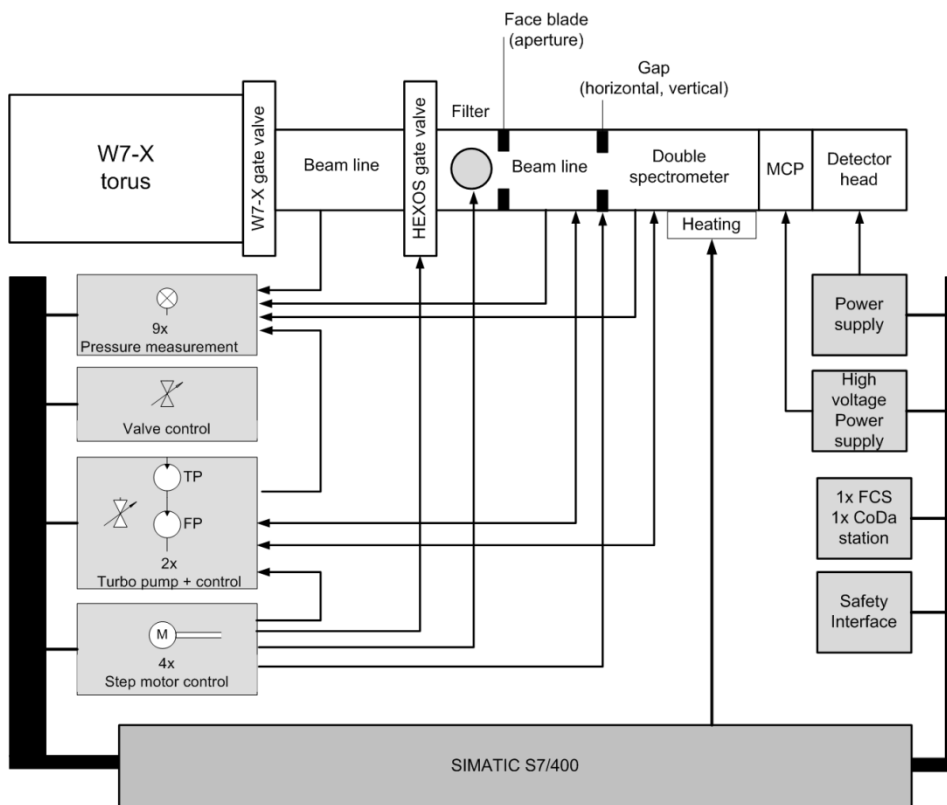 Face blade
(aperture)
Gap
(horizontal, vertical)
Filter
W7-X
torus
W7-X gate valve
Beam line
HEXOS gate valve
Beam line
Double
spectrometer
MCP
Detector
head
Heating
9x
Pressure measurement
Valve control
TP
FP
2x
Turbo pump + control
M
4x
Step motor control
Power
supply
High
voltage
Power
supply
1x FCS
1x CoDa
station
Safety
Interface
SIMATIC S7/400